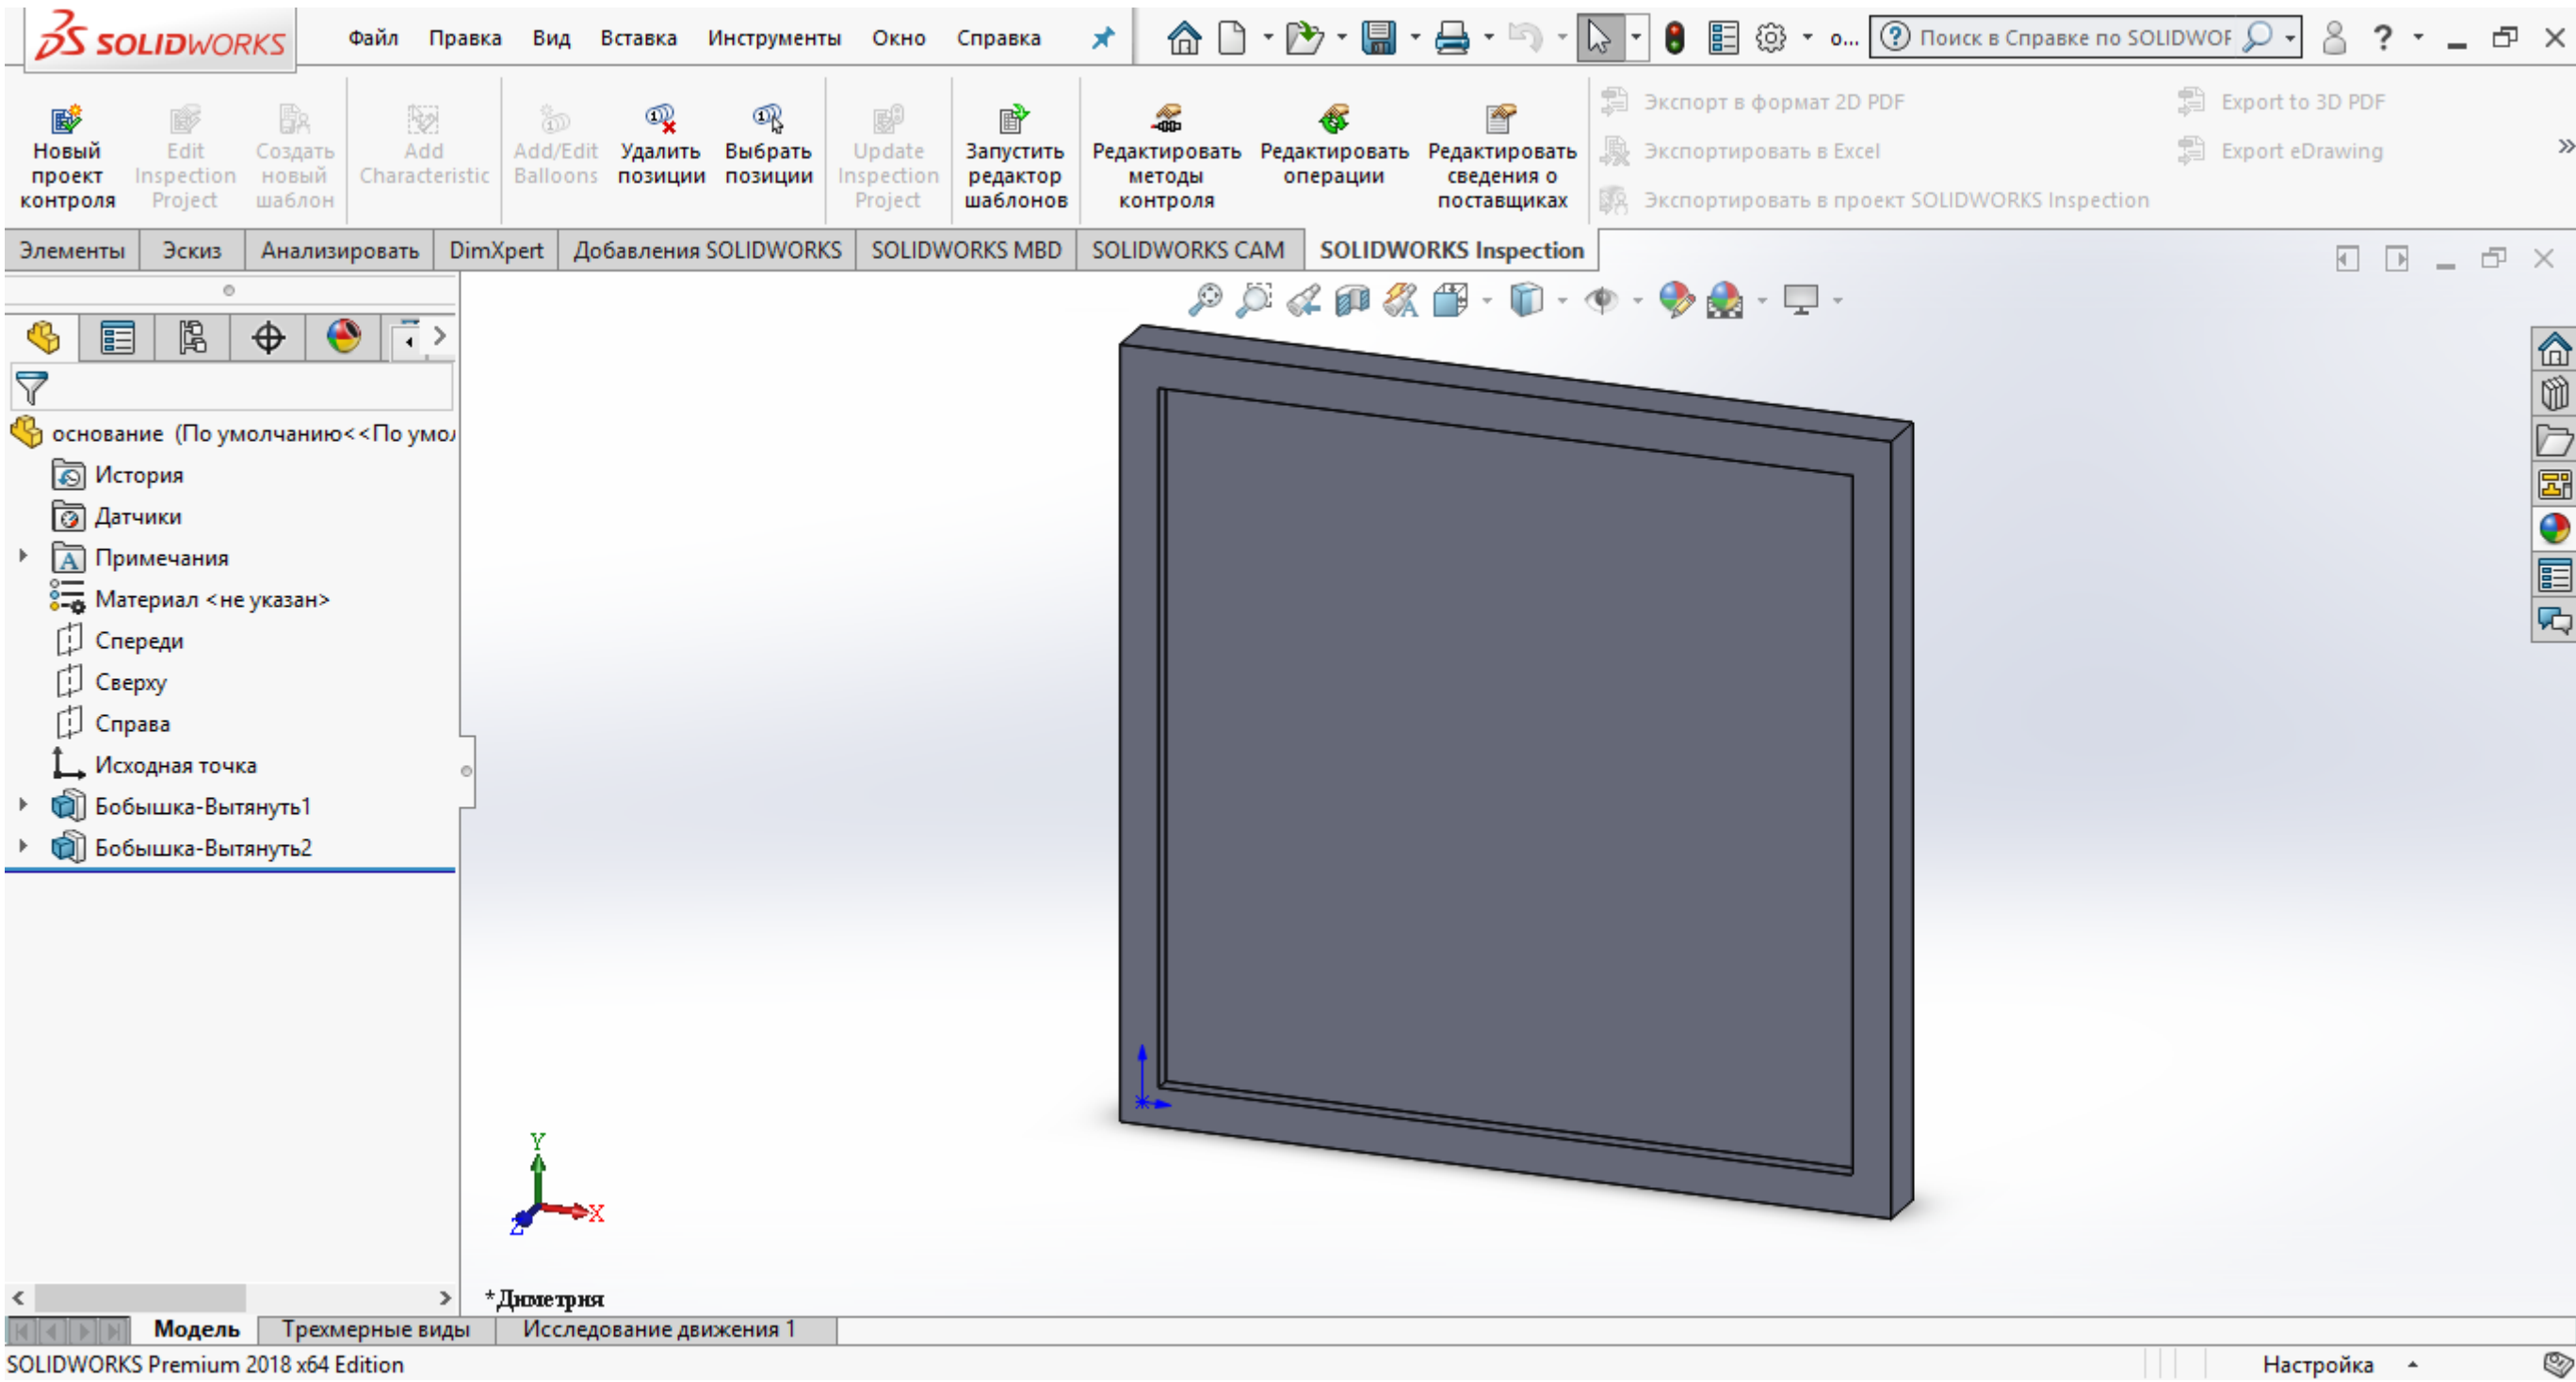 SOLIDWORKS
Файл Правка Вид Вставка Инструменты Окно Справка
о...
Поиск в Справке по SOLIDWOR
Новый проект контроля
Edit Inspection Project
Создать новый шаблон
Add Characteristic
Add/Edit Balloons
Удалить позиции
Выбрать позиции
Update Inspection Project
Запустить редактор шаблонов
Редактировать методы контроля
Редактировать операции
Редактировать сведения о поставщиках
Экспорт в формат 2D PDF
Экспортировать в Excel
Экспортировать в проект SOLIDWORKS Inspection
Export to 3D PDF
Export eDrawing
Элементы Эскиз Анализировать DimXpert Добавления SOLIDWORKS SOLIDWORKS MBD SOLIDWORKS CAM SOLIDWORKS Inspection
основание (По умолчанию<<По умол
История
Датчики
Примечания
Материал <не указан>
Спереди
Сверху
Справа
Исходная точка
Бобышка-Вытянуть1
Бобышка-Вытянуть2
Y
X
Z
*Диметрия
Модель Трехмерные виды Исследование движения 1
SOLIDWORKS Premium 2018 x64 Edition
Настройка